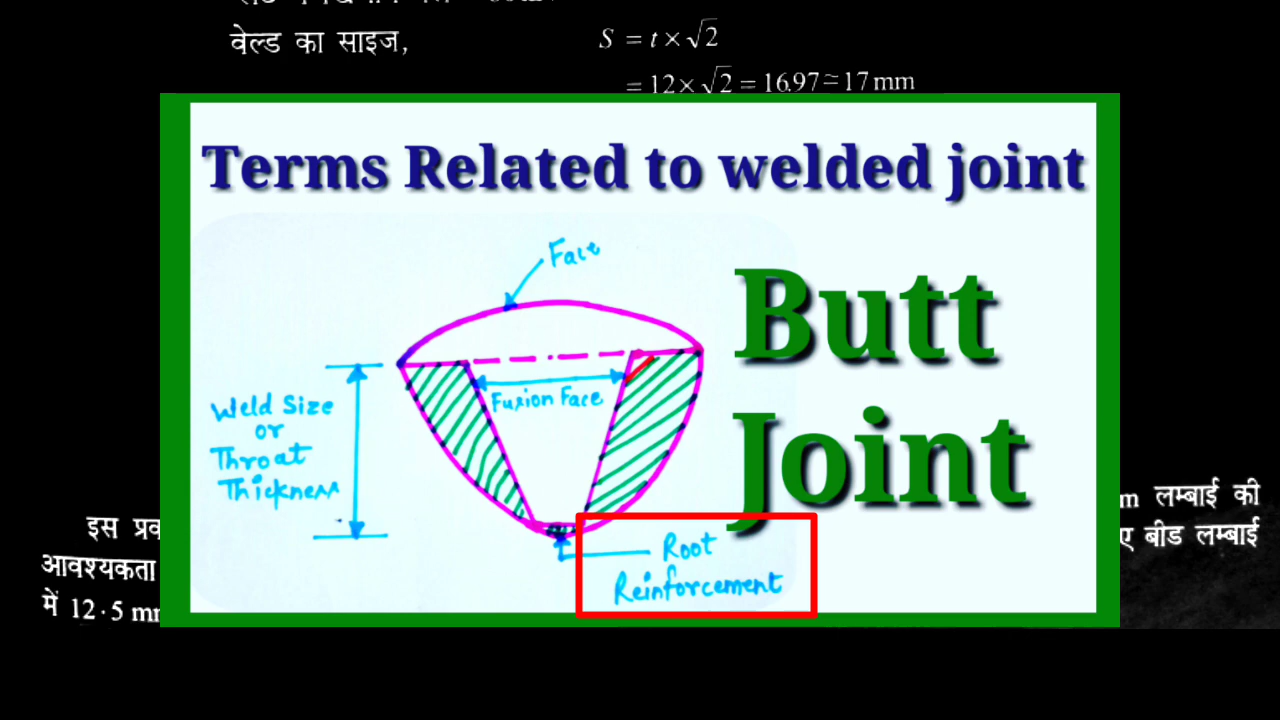 वेल्ड का साइज, S = t × √2
= 12 × √2 = 16.97 ≃ 17 mm
Terms Related to welded joint
Face
Butt
Joint
Weld Size
or
Throat
Thickness
Fusion Face
Root
Reinforcement
m लम्बाई की
इस प्रव
ए बीड लम्बाई
आवश्यकता
में 12·5 mm